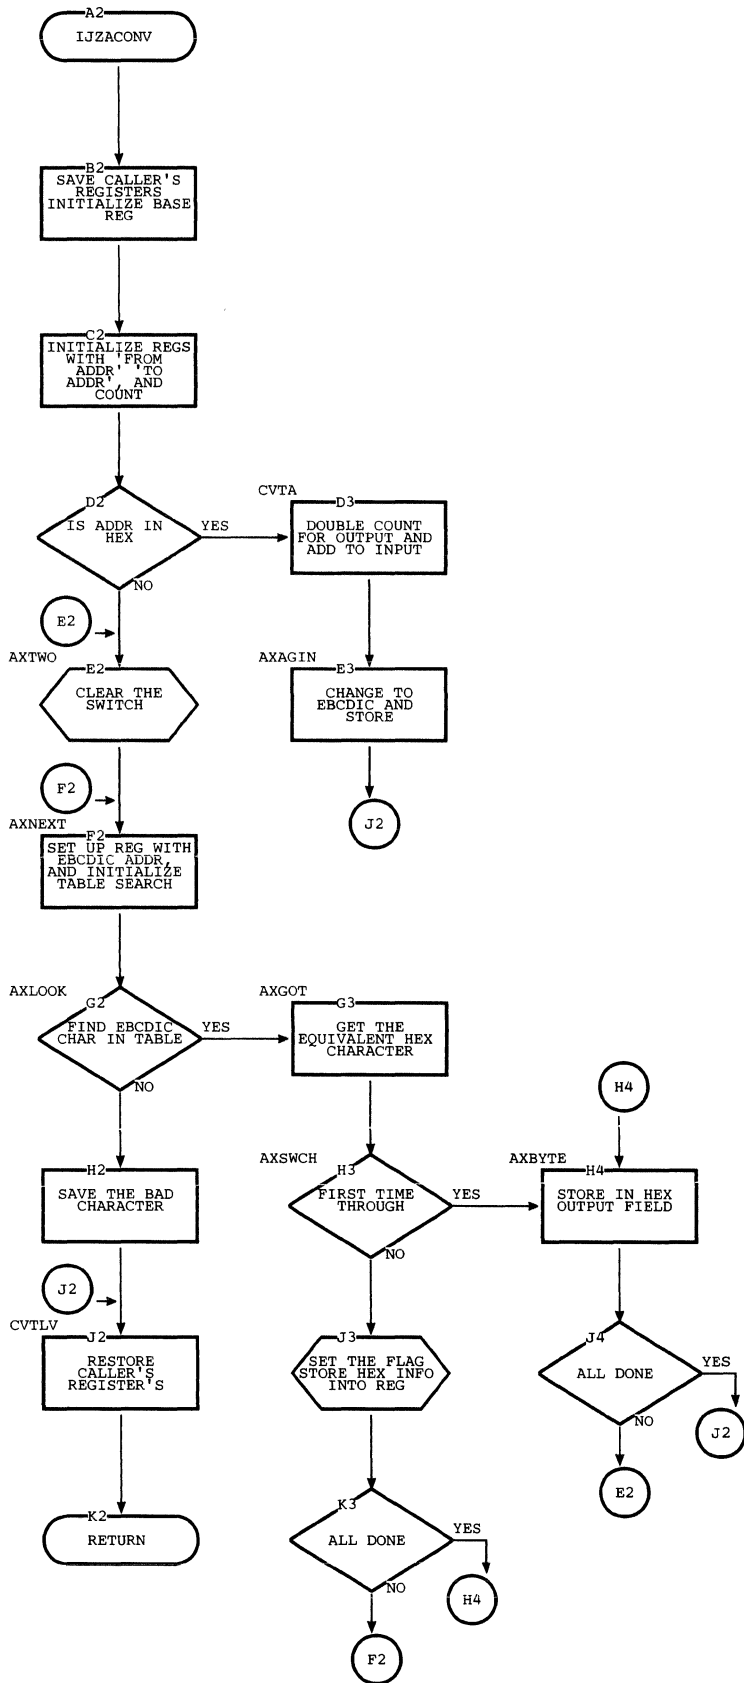 A2
IJZACONV
B2
SAVE CALLER'S
REGISTERS
INITIALIZE BASE
REG
C2
INITIALIZE REGS
WITH 'FROM
ADDR' 'TO
ADDR', AND
COUNT
D2
IS ADDR IN
HEX
YES
NO
CVTA
D3
DOUBLE COUNT
FOR OUTPUT AND
ADD TO INPUT
E2
AXTWO
E2
CLEAR THE
SWITCH
AXAGIN
E3
CHANGE TO
EBCDIC AND
STORE
J2
F2
AXNEXT
F2
SET UP REG WITH
EBCDIC ADDR,
AND INITIALIZE
TABLE SEARCH
AXLOOK
G2
FIND EBCDIC
CHAR IN TABLE
YES
NO
AXGOT
G3
GET THE
EQUIVALENT HEX
CHARACTER
H4
H2
SAVE THE BAD
CHARACTER
AXSWCH
H3
FIRST TIME
THROUGH
YES
NO
AXBYTE
H4
STORE IN HEX
OUTPUT FIELD
J2
CVTLV
J2
RESTORE
CALLER'S
REGISTER'S
J3
SET THE FLAG
STORE HEX INFO
INTO REG
J4
ALL DONE
YES
NO
J2
E2
K2
RETURN
K3
ALL DONE
YES
NO
H4
F2